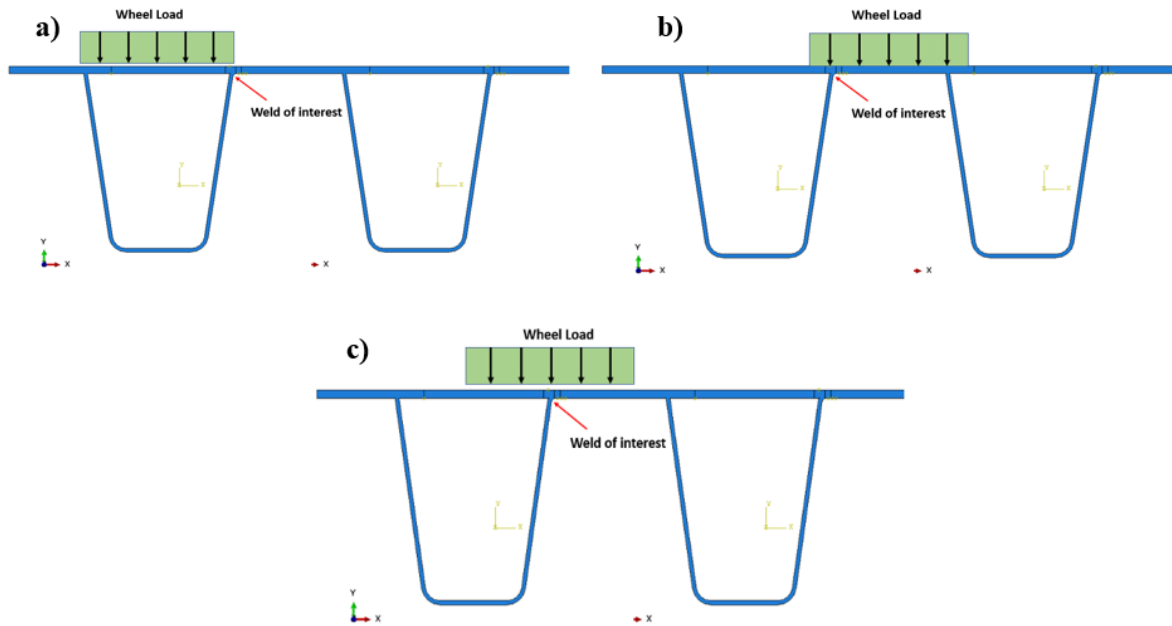 a)
Wheel Load
Weld of interest
Y
X
Y
X
Y
X
X
b)
Wheel Load
Weld of interest
Y
X
Y
X
Y
X
X
c)
Wheel Load
Weld of interest
Y
X
Y
X
Y
X
X